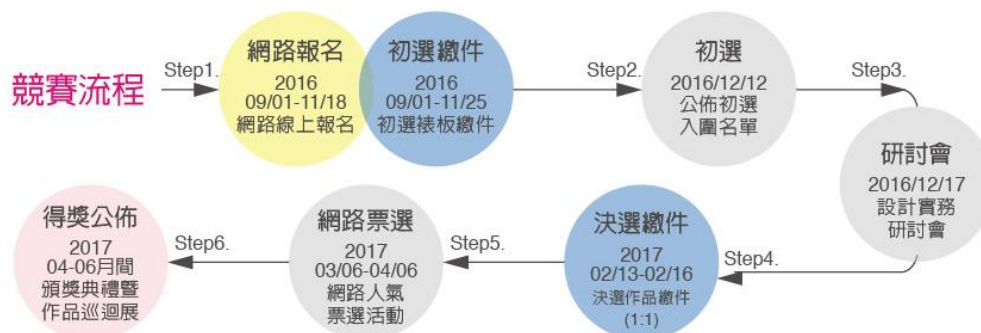 競賽流程
Step1.
網路報名
2016
09/01-11/18
網路線上報名
初選繳件
2016
09/01-11/25
初選裱板繳件
Step2.
初選
2016/12/12
公佈初選
入圍名單
Step3.
研討會
2016/12/17
設計實務
研討會
Step4.
決選繳件
2017
02/13-02/16
決選作品繳件
(1:1)
Step5.
網路票選
2017
03/06-04/06
網路人氣
票選活動
Step6.
得獎公佈
2017
04-06月間
頒獎典禮暨
作品巡迴展